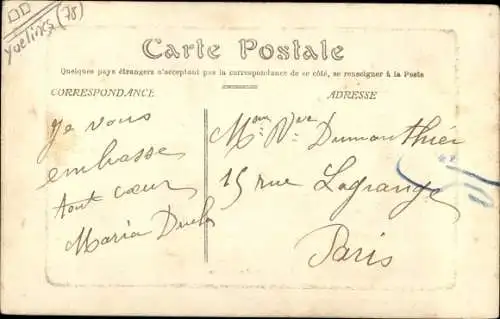 Yvelines (78)
Carte Postale
Quelques pays étrangers n'acceptant pas la correspondance de ce côté, se renseigner à la Poste
CORRESPONDANCE
ADRESSE
Je vous
embrasse
tout cœur
Maria
Mme Vve Dumonthier
15 rue Lagrange
Paris